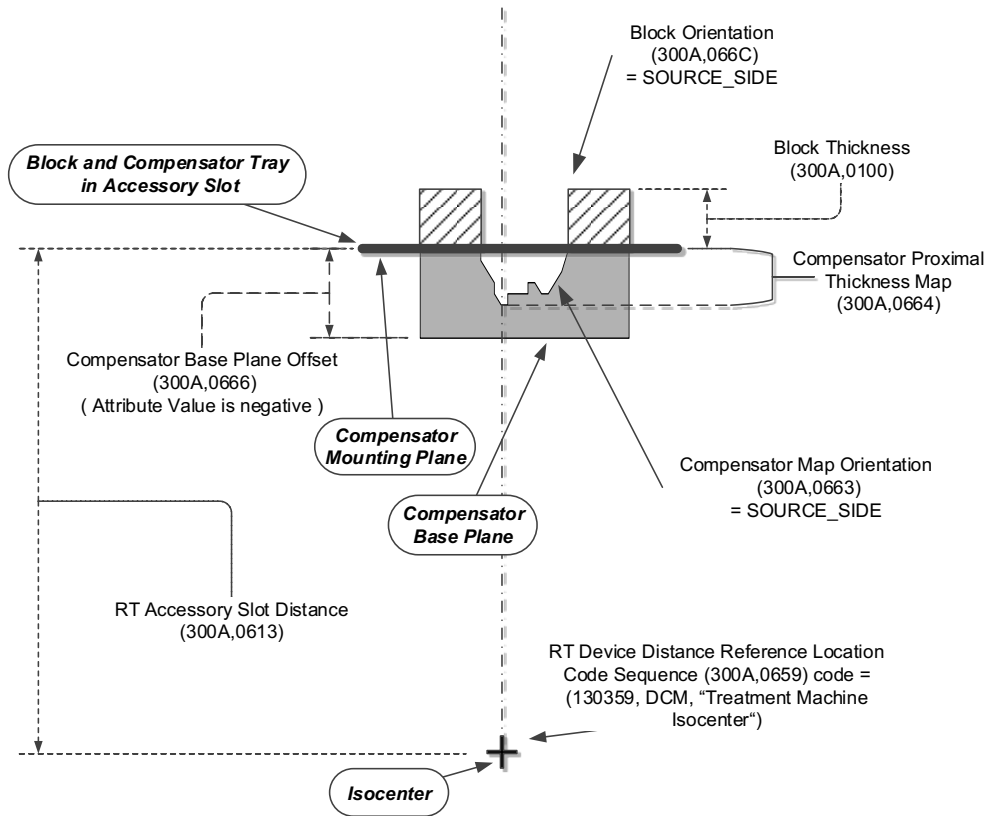 Block Orientation
(300A,066C)
= SOURCE_SIDE
Block and Compensator Tray
in Accessory Slot
Block Thickness
(300A,0100)
Compensator Proximal
Thickness Map
(300A,0664)
Compensator Base Plane Offset
(300A,0666)
( Attribute Value is negative )
Compensator
Mounting Plane
Compensator Map Orientation
(300A,0663)
= SOURCE_SIDE
Compensator
Base Plane
RT Accessory Slot Distance
(300A,0613)
RT Device Distance Reference Location
Code Sequence (300A,0659) code =
(130359, DCM, “Treatment Machine
Isocenter“)
Isocenter